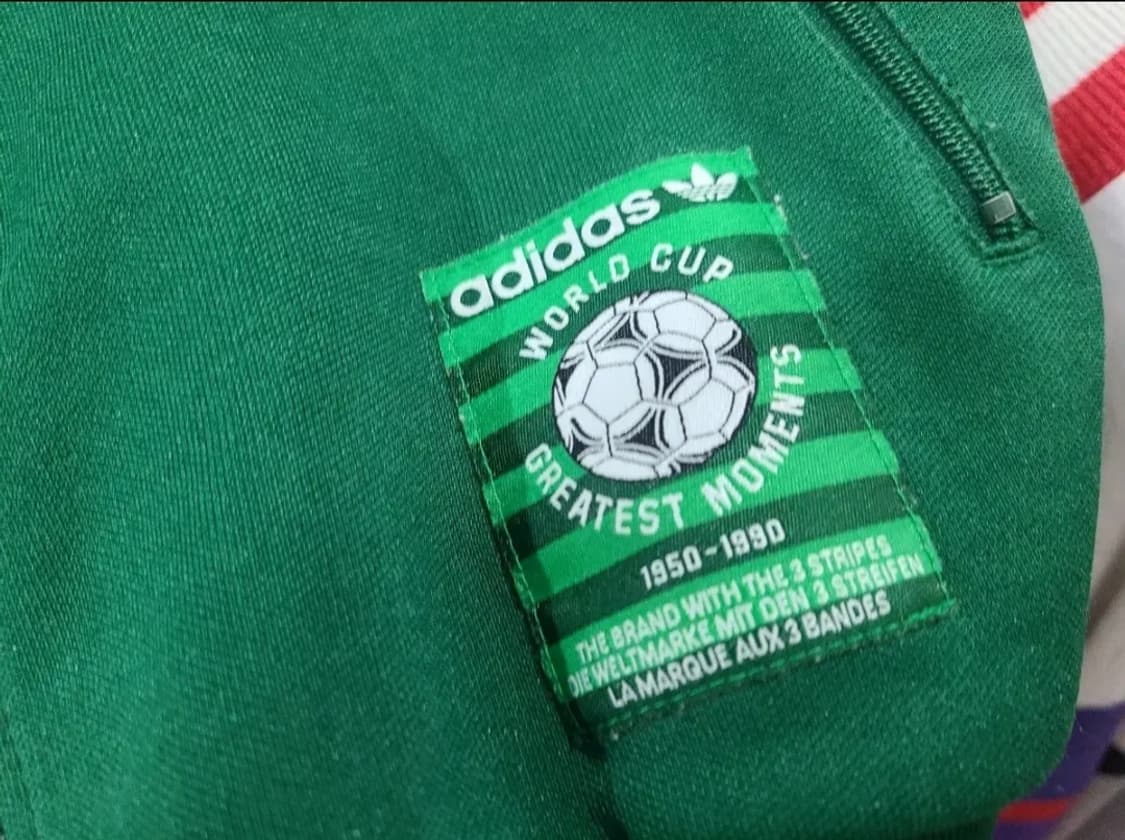 adidas
WORLD CUP
GREATEST MOMENTS
1950-1990
THE BRAND WITH THE 3 STRIPES
DIE WELTMARKE MIT DEN 3 STREIFEN
LA MARQUE AUX 3 BANDES